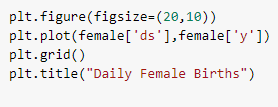 plt.figure(figsize=(20,10))
plt.plot(female['ds'],female['y'])
plt.grid()
plt.title("Daily Female Births")